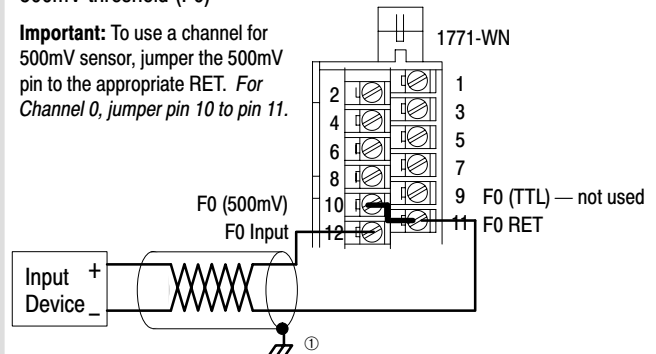 500mV threshold (F0)
Important: To use a channel for
500mV sensor, jumper the 500mV
pin to the appropriate RET. For
Channel 0, jumper pin 10 to pin 11.
1771-WN
2
1
4
3
6
5
8
7
F0 (500mV)
10
9
F0 (TTL) — not used
F0 Input
12
11
F0 RET
Input
Device
+
_
①